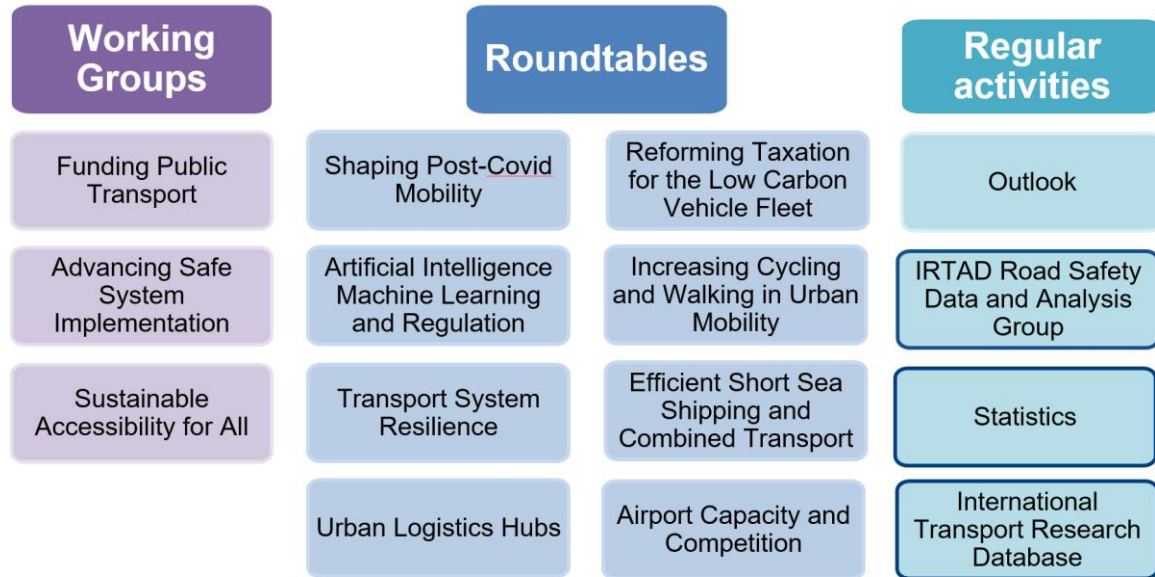 Working
Groups
Funding Public
Transport
Advancing Safe
System
Implementation
Sustainable
Accessibility for All
Roundtables
Shaping Post-Covid
Mobility
Artificial Intelligence
Machine Learning
and Regulation
Transport System
Resilience
Urban Logistics Hubs
Reforming Taxation
for the Low Carbon
Vehicle Fleet
Increasing Cycling
and Walking in Urban
Mobility
Efficient Short Sea
Shipping and
Combined Transport
Airport Capacity and
Competition
Regular
activities
Outlook
IRTAD Road Safety
Data and Analysis
Group
Statistics
International
Transport Research
Database